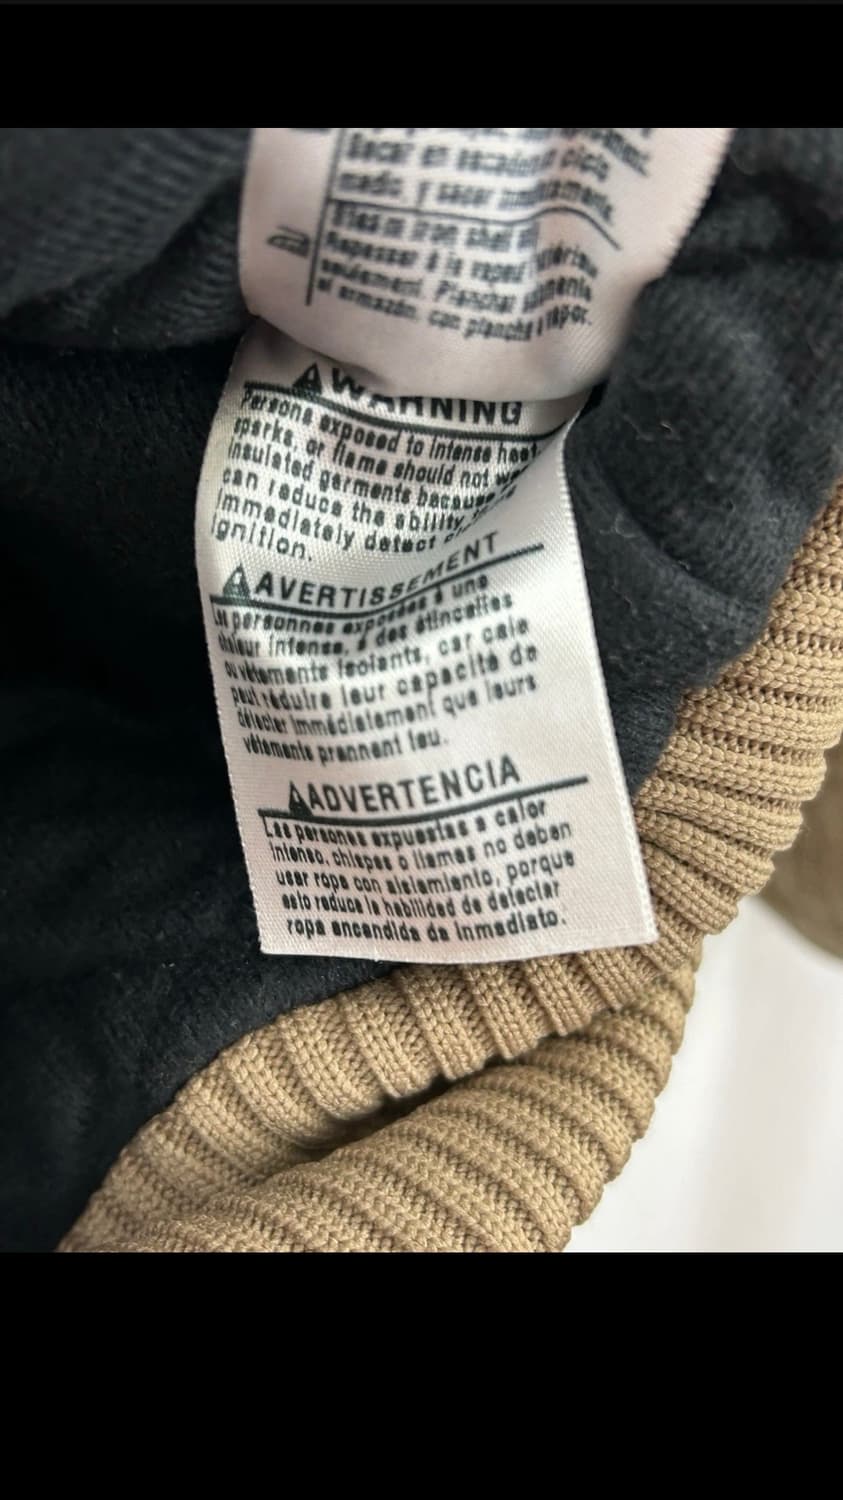 Secar en secadora ciclo
medio y sacar
Steam iron shell
Repasser à la vapeur
seulement. Planchar
el armazón, con plancha a vapor.
WARNING
Persons exposed to intense heat,
sparks, or flame should not wear
insulated garments because
can reduce the ability
immediately detect
ignition.
AVERTISSEMENT
Les personnes exposées à une
chaleur intense, à des étincelles
ou vêtements isolants, car cela
peut réduire leur capacité de
détecter immédiatement que leurs
vêtements prennent feu.
ADVERTENCIA
Las personas expuestas a calor
intenso, chispas o llamas no deben
usar ropa con aislamiento, porque
esto reduce la habilidad de detectar
ropa encendida de inmediato.